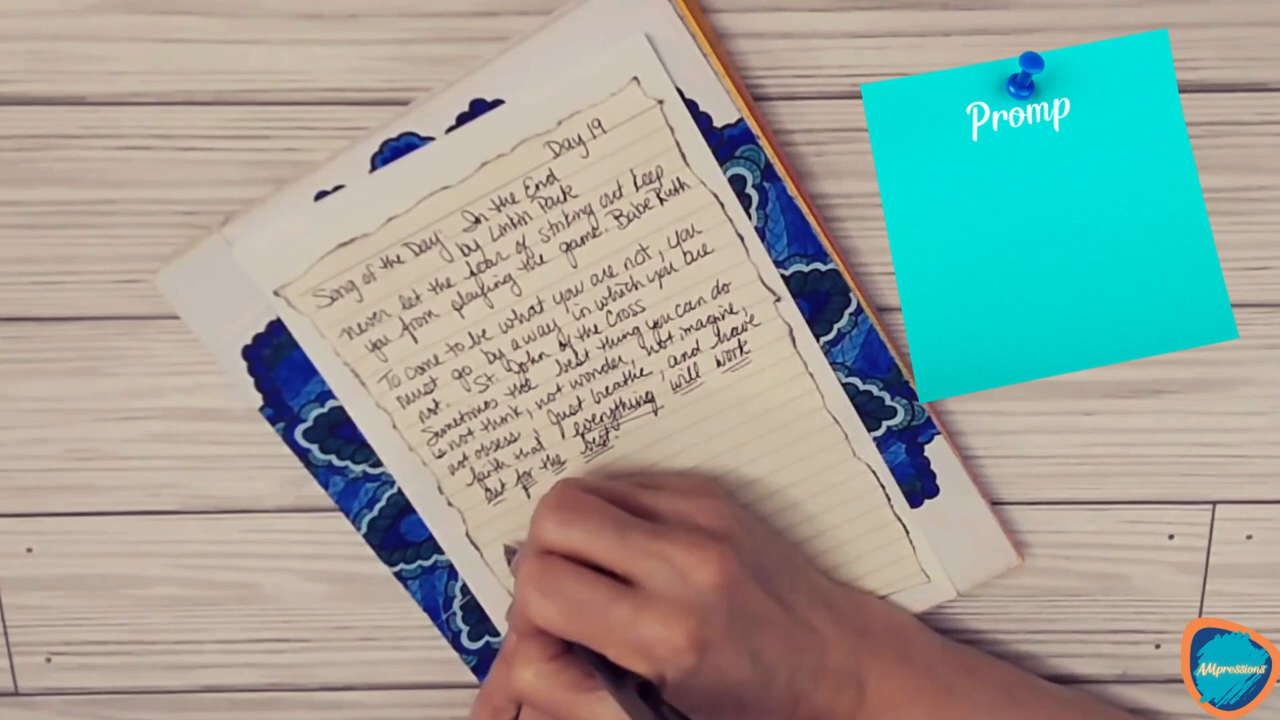 Day 19
Song of the Day: In the End
by Linkin Park
never let the fear of striking out keep
you from playing the game. Babe Ruth
To come to be what you are not, you
must go by a way in which you are
not. St. John of the Cross
Sometimes the best thing you can do
is not think, not wonder, not imagine,
not obsess. Just breathe, and have
faith that everything will work
out for the best.
Promp
AMpressions